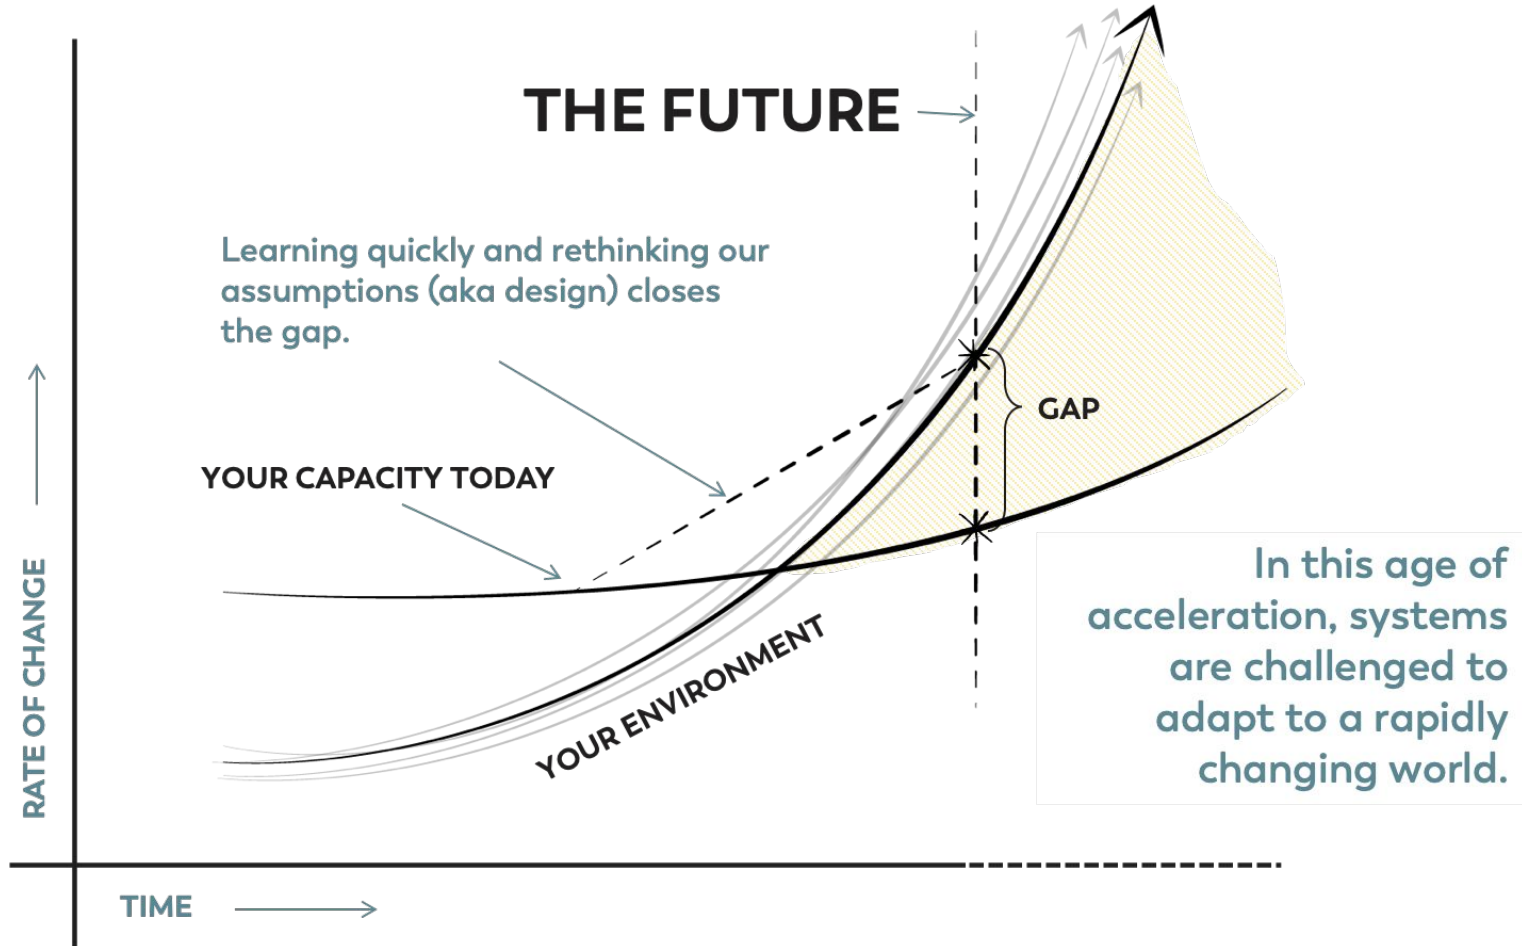 THE FUTURE
Learning quickly and rethinking our
assumptions (aka design) closes
the gap.
GAP
YOUR CAPACITY TODAY
YOUR ENVIRONMENT
In this age of
acceleration, systems
are challenged to
adapt to a rapidly
changing world.
RATE OF CHANGE
TIME